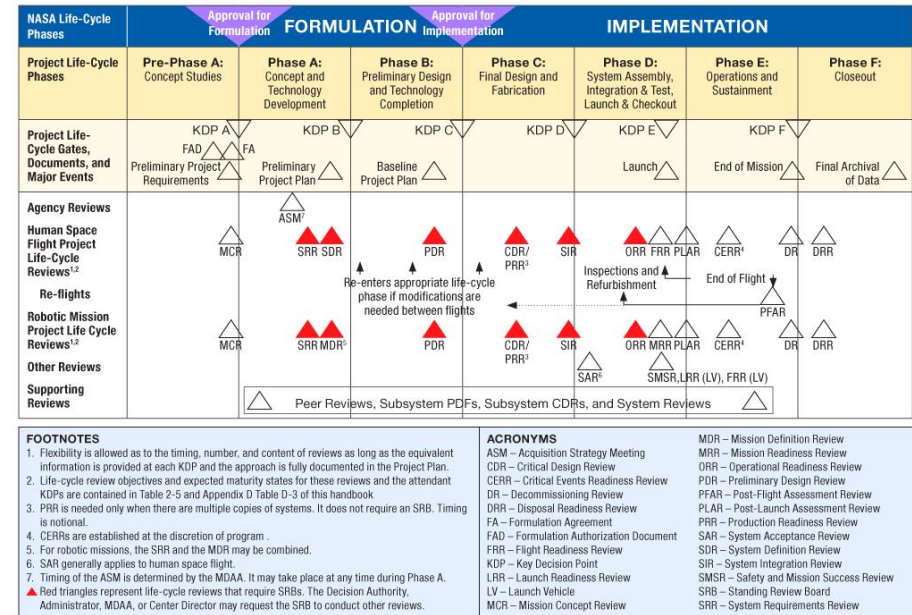 NASA Life-Cycle
Phases
Approval for
Formulation
FORMULATION
Approval for
Implementation
IMPLEMENTATION
Project Life-Cycle
Phases
Pre-Phase A:
Concept Studies
Phase A:
Concept and
Technology
Development
Phase B:
Preliminary Design
and Technology
Completion
Phase C:
Final Design and
Fabrication
Phase D:
System Assembly,
Integration & Test,
Launch & Checkout
Phase E:
Operations and
Sustainment
Phase F:
Closeout
Project Life-
Cycle Gates,
Documents, and
Major Events
KDP A
KDP B
KDP C
KDP D
KDP E
KDP F
FAD
FA
Preliminary Project
Requirements
Preliminary
Project Plan
Baseline
Project Plan
Launch
End of Mission
Final Archival
of Data
Agency Reviews
ASM7
Human Space
Flight Project
Life-Cycle
Reviews1,2
MCR
SRR SDR
PDR
CDR/
PRR3
SIR
ORR FRR PLAR
CERR4
DR
DRR
Re-flights
Re-enters appropriate life-cycle
phase if modifications are
needed between flights
Inspections and
Refurbishment
End of Flight
PFAR
Robotic Mission
Project Life Cycle
Reviews1,2
MCR
SRR MDR5
PDR
CDR/
PRR3
SIR
ORR MRR PLAR
CERR4
DR
DRR
Other Reviews
SAR6
SMSR,LRR (LV), FRR (LV)
Supporting
Reviews
Peer Reviews, Subsystem PDFs, Subsystem CDRs, and System Reviews
FOOTNOTES
1. Flexibility is allowed as to the timing, number, and content of reviews as long as the equivalent
information is provided at each KDP and the approach is fully documented in the Project Plan.
2. Life-cycle review objectives and expected maturity states for these reviews and the attendant
KDPs are contained in Table 2-5 and Appendix D Table D-3 of this handbook
3. PRR is needed only when there are multiple copies of systems. It does not require an SRB. Timing
is notional.
4. CERRs are established at the discretion of program .
5. For robotic missions, the SRR and the MDR may be combined.
6. SAR generally applies to human space flight.
7. Timing of the ASM is determined by the MDAA. It may take place at any time during Phase A.
Red triangles represent life-cycle reviews that require SRBs. The Decision Authority,
Administrator, MDAA, or Center Director may request the SRB to conduct other reviews.
ACRONYMS
ASM – Acquisition Strategy Meeting
CDR – Critical Design Review
CERR – Critical Events Readiness Review
DR – Decommissioning Review
DRR – Disposal Readiness Review
FA – Formulation Agreement
FAD – Formulation Authorization Document
FRR – Flight Readiness Review
KDP – Key Decision Point
LRR – Launch Readiness Review
LV – Launch Vehicle
MCR – Mission Concept Review
MDR – Mission Definition Review
MRR – Mission Readiness Review
ORR – Operational Readiness Review
PDR – Preliminary Design Review
PFAR – Post-Flight Assessment Review
PLAR – Post-Launch Assessment Review
PRR – Production Readiness Review
SAR – System Acceptance Review
SDR – System Definition Review
SIR – System Integration Review
SMSR – Safety and Mission Success Review
SRB – Standing Review Board
SRR – System Requirements Review